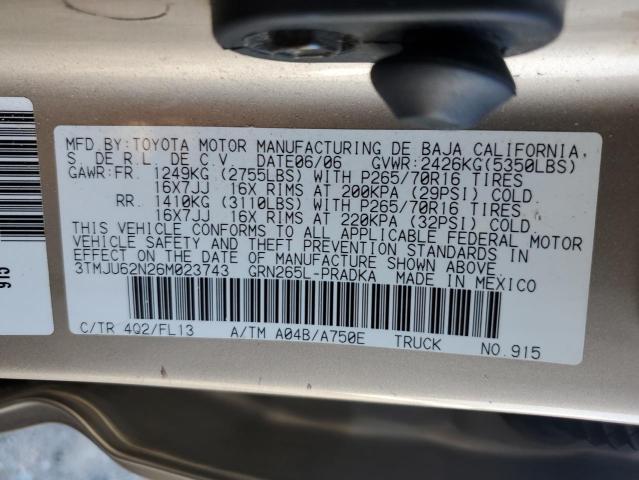 MFD.BY:TOYOTA MOTOR MANUFACTURING DE BAJA CALIFORNIA,
S. DE R.L. DE C.V. DATE06/06 GVWR:2426KG(5350LBS)
GAWR:FR. 1249KG (2755LBS) WITH P265/70R16 TIRES
16X7JJ 16X RIMS AT 200KPA (29PSI) COLD
RR. 1410KG (3110LBS) WITH P265/70R16 TIRES
16X7JJ 16X RIMS AT 220KPA (32PSI) COLD.
THIS VEHICLE CONFORMS TO ALL APPLICABLE FEDERAL MOTOR
VEHICLE SAFETY AND THEFT PREVENTION STANDARDS IN
EFFECT ON THE DATE OF MANUFACTURE SHOWN ABOVE.
3TMJU62N26M023743 GRN265L-PRADKA MADE IN MEXICO
C/TR 4Q2/FL13 A/TM A04B/A750E TRUCK NO.915
915